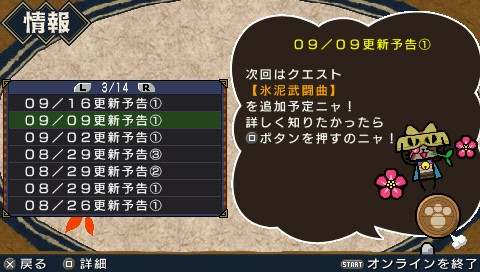 情報
L 3/14 R
09／16更新予告①
09／09更新予告①
09／02更新予告①
08／29更新予告③
08／29更新予告②
08／29更新予告①
08／26更新予告①
09／09更新予告①
次回はクエスト
【氷泥武闘曲】
を追加予定ニャ！
詳しく知りたかったら
□ボタンを押すのニャ！
×戻る □詳細
START オンラインを終了